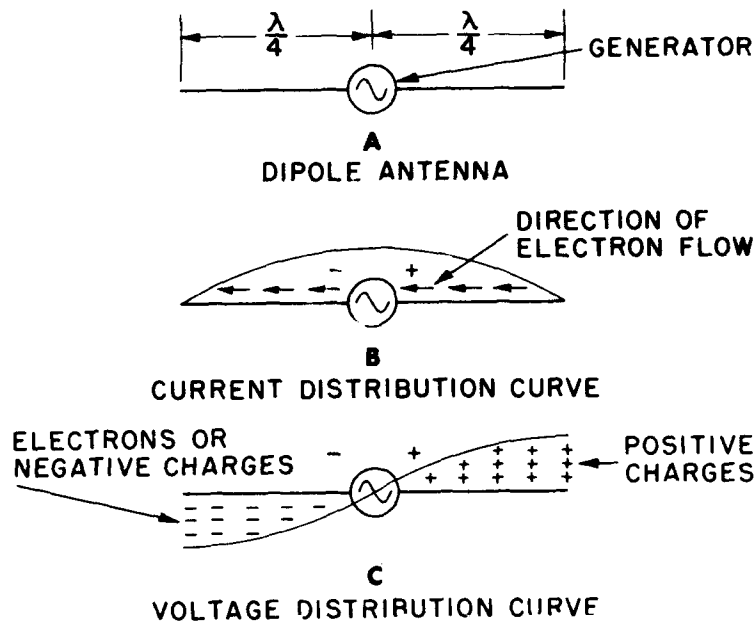 λ/4 λ/4
GENERATOR
A
DIPOLE ANTENNA
DIRECTION OF
ELECTRON FLOW
- +
B
CURRENT DISTRIBUTION CURVE
ELECTRONS OR
NEGATIVE CHARGES
- +
POSITIVE
CHARGES
C
VOLTAGE DISTRIBUTION CURVE